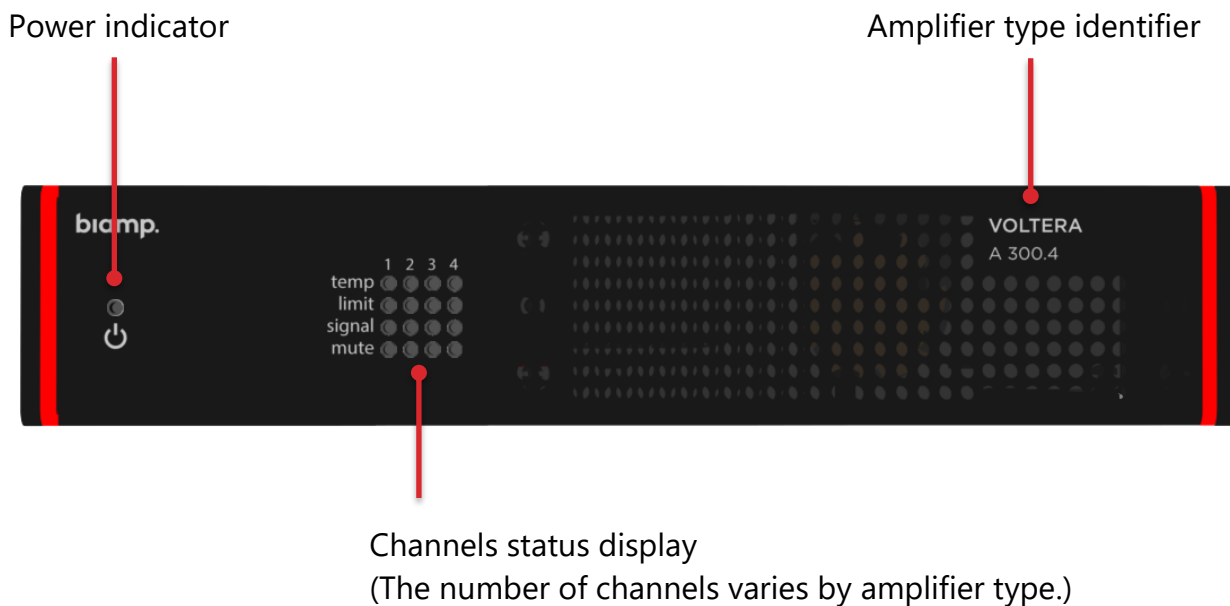 Power indicator
Amplifier type identifier
biamp.
VOLTERA
A 300.4
1 2 3 4
temp
limit
signal
mute
Channels status display
(The number of channels varies by amplifier type.)